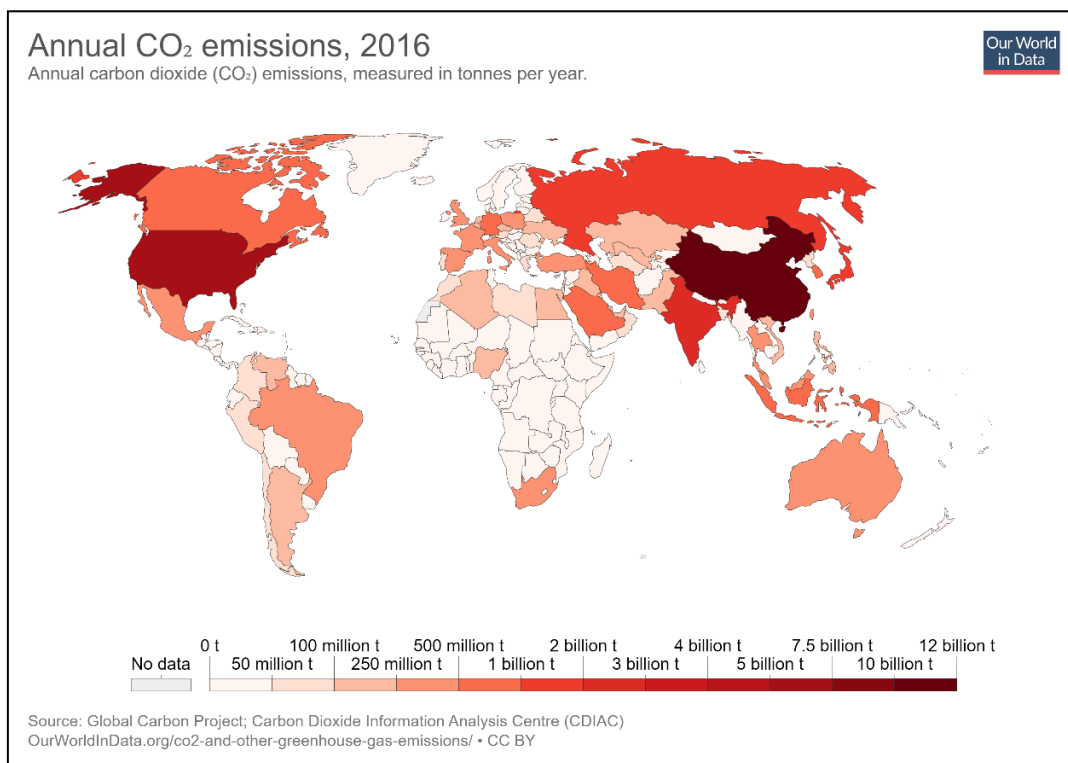 Annual CO₂ emissions, 2016
Annual carbon dioxide (CO₂) emissions, measured in tonnes per year.
Our World
in Data
0 t 100 million t 500 million t 2 billion t 4 billion t 7.5 billion t 12 billion t
No data 50 million t 250 million t 1 billion t 3 billion t 5 billion t 10 billion t
Source: Global Carbon Project; Carbon Dioxide Information Analysis Centre (CDIAC)
OurWorldInData.org/co2-and-other-greenhouse-gas-emissions/ • CC BY